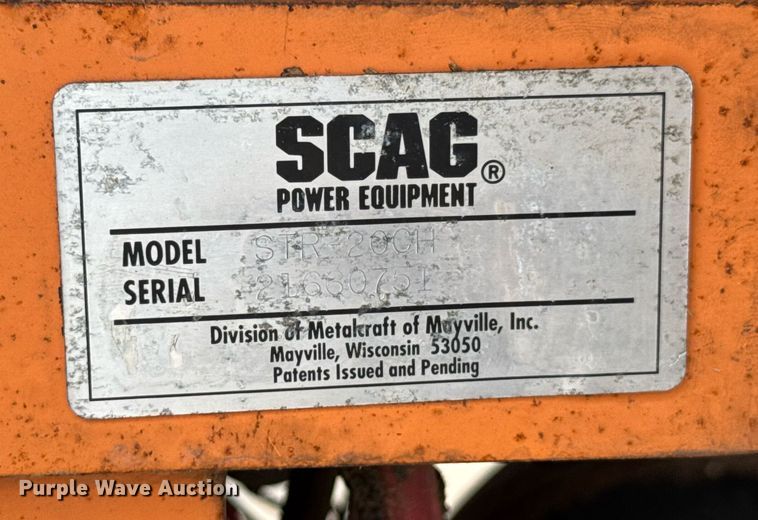 SCAG®
POWER EQUIPMENT
MODEL STR-20CH
SERIAL
Division of Metalcraft of Mayville, Inc.
Mayville, Wisconsin 53050
Patents Issued and Pending
Purple Wave Auction